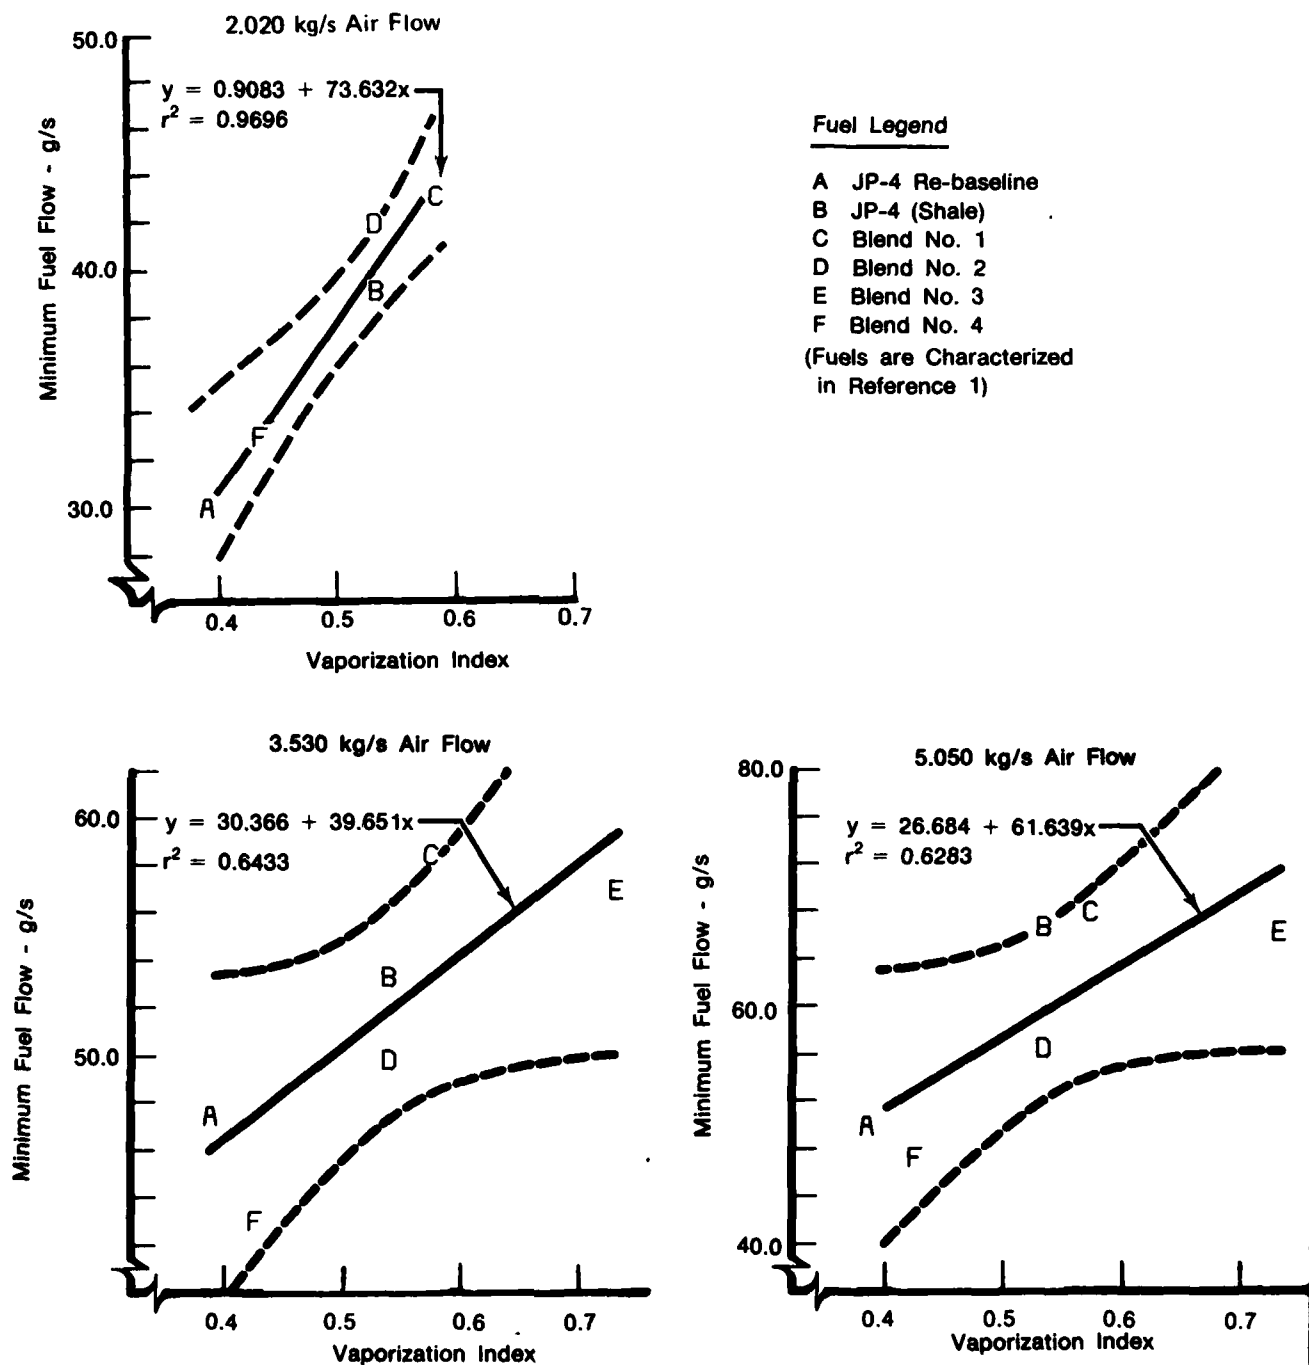 2.020 kg/s Air Flow
50.0
40.0
30.0
Minimum Fuel Flow - g/s
y = 0.9083 + 73.632x
r² = 0.9696
A
F
B
D
C
0.4 0.5 0.6 0.7
Vaporization Index
Fuel Legend
A JP-4 Re-baseline
B JP-4 (Shale)
C Blend No. 1
D Blend No. 2
E Blend No. 3
F Blend No. 4
(Fuels are Characterized
in Reference 1)
3.530 kg/s Air Flow
60.0
50.0
Minimum Fuel Flow - g/s
y = 30.366 + 39.651x
r² = 0.6433
C
E
B
D
A
F
0.4 0.5 0.6 0.7
Vaporization Index
5.050 kg/s Air Flow
80.0
60.0
40.0
Minimum Fuel Flow - g/s
y = 26.684 + 61.639x
r² = 0.6283
B
C
E
D
A
F
0.4 0.5 0.6 0.7
Vaporization Index